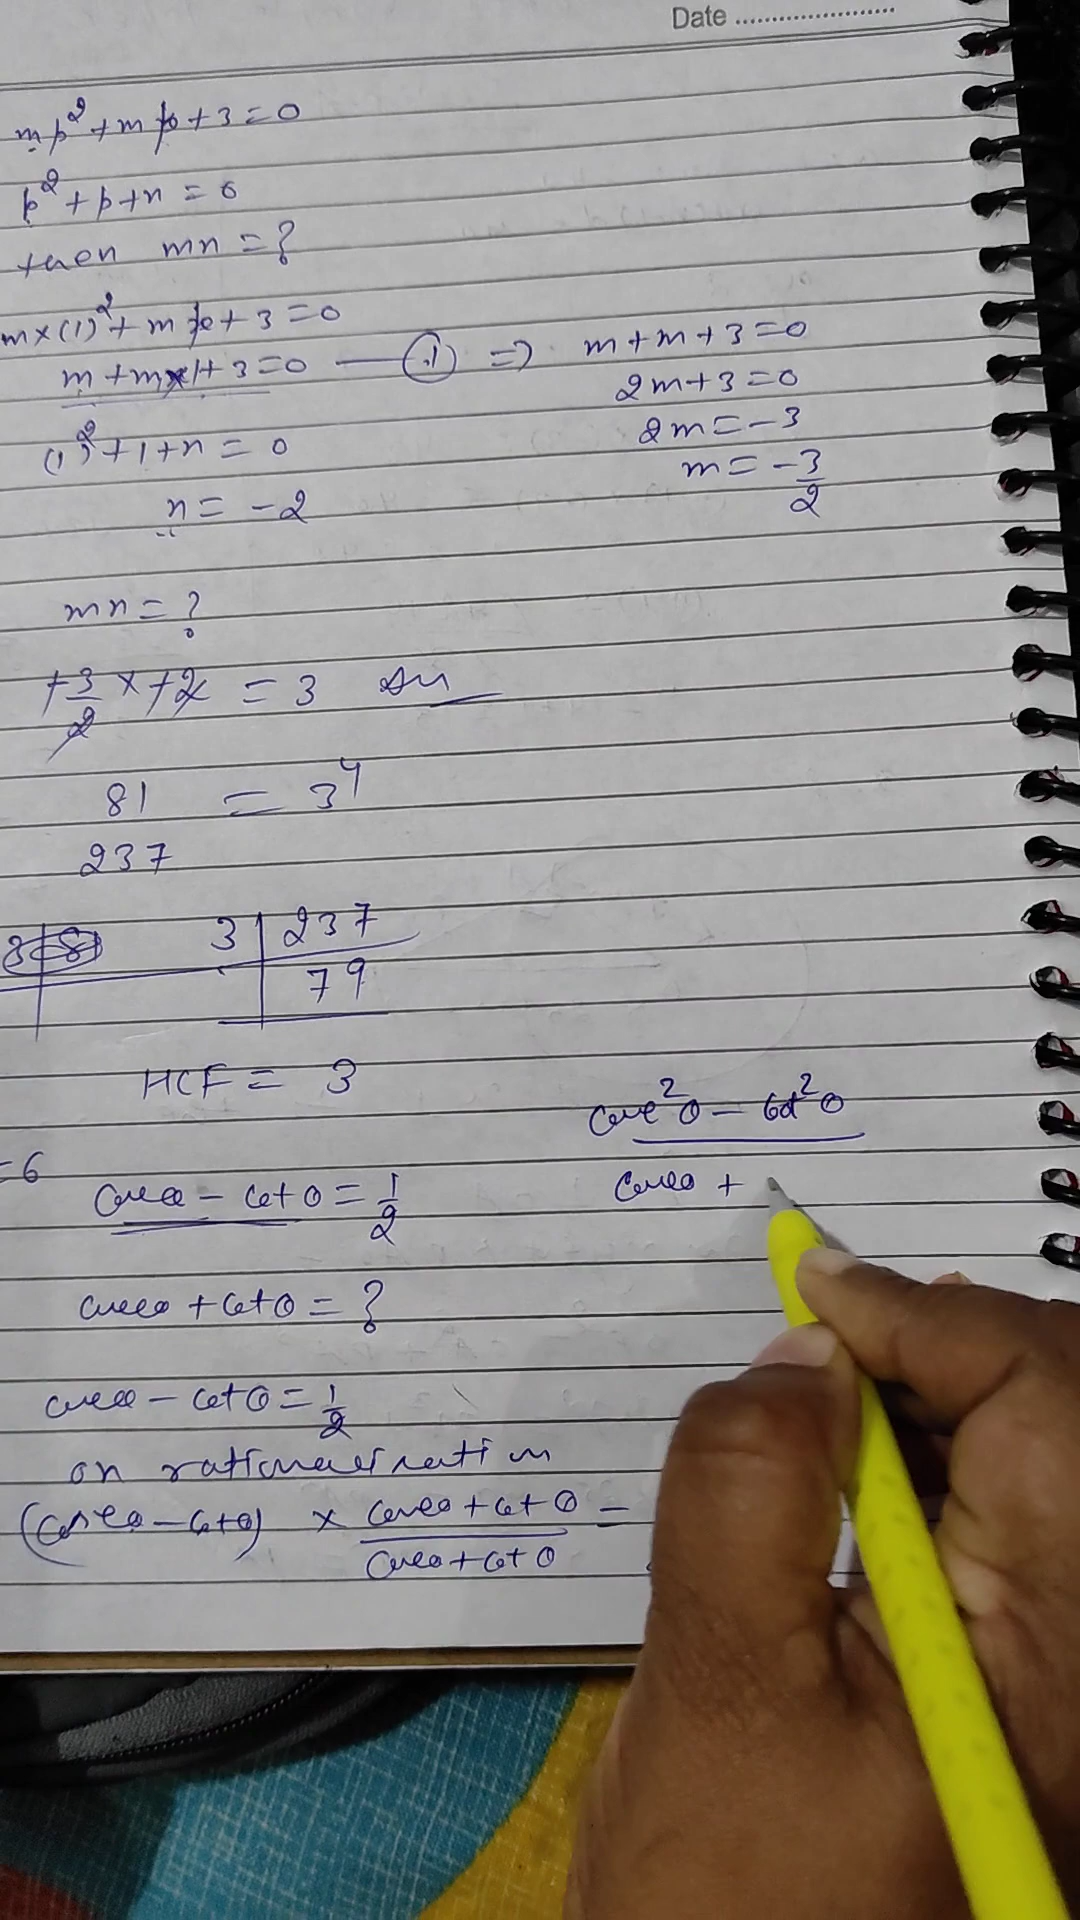 Date
mp² + mp + 3 = 0
p² + p + n = 0
then mn = ?
m×(1)² + mp + 3 = 0
m + m×1 + 3 = 0 — ① ⇒ m + m + 3 = 0
2m + 3 = 0
(1)² + 1 + n = 0
2m = -3
m = -3/2
n = -2
mn = ?
+3/2 × +2 = 3 Ans
81 = 3⁴
237
3 | 237
79
HCF = 3
cosec²θ - cot²θ
cosecθ +
=6
cosecθ - cotθ = 1/2
cosecθ + cotθ = ?
cosecθ - cotθ = 1/2
on rationalization
(cosecθ - cotθ) × cosecθ + cotθ =
cosecθ + cotθ